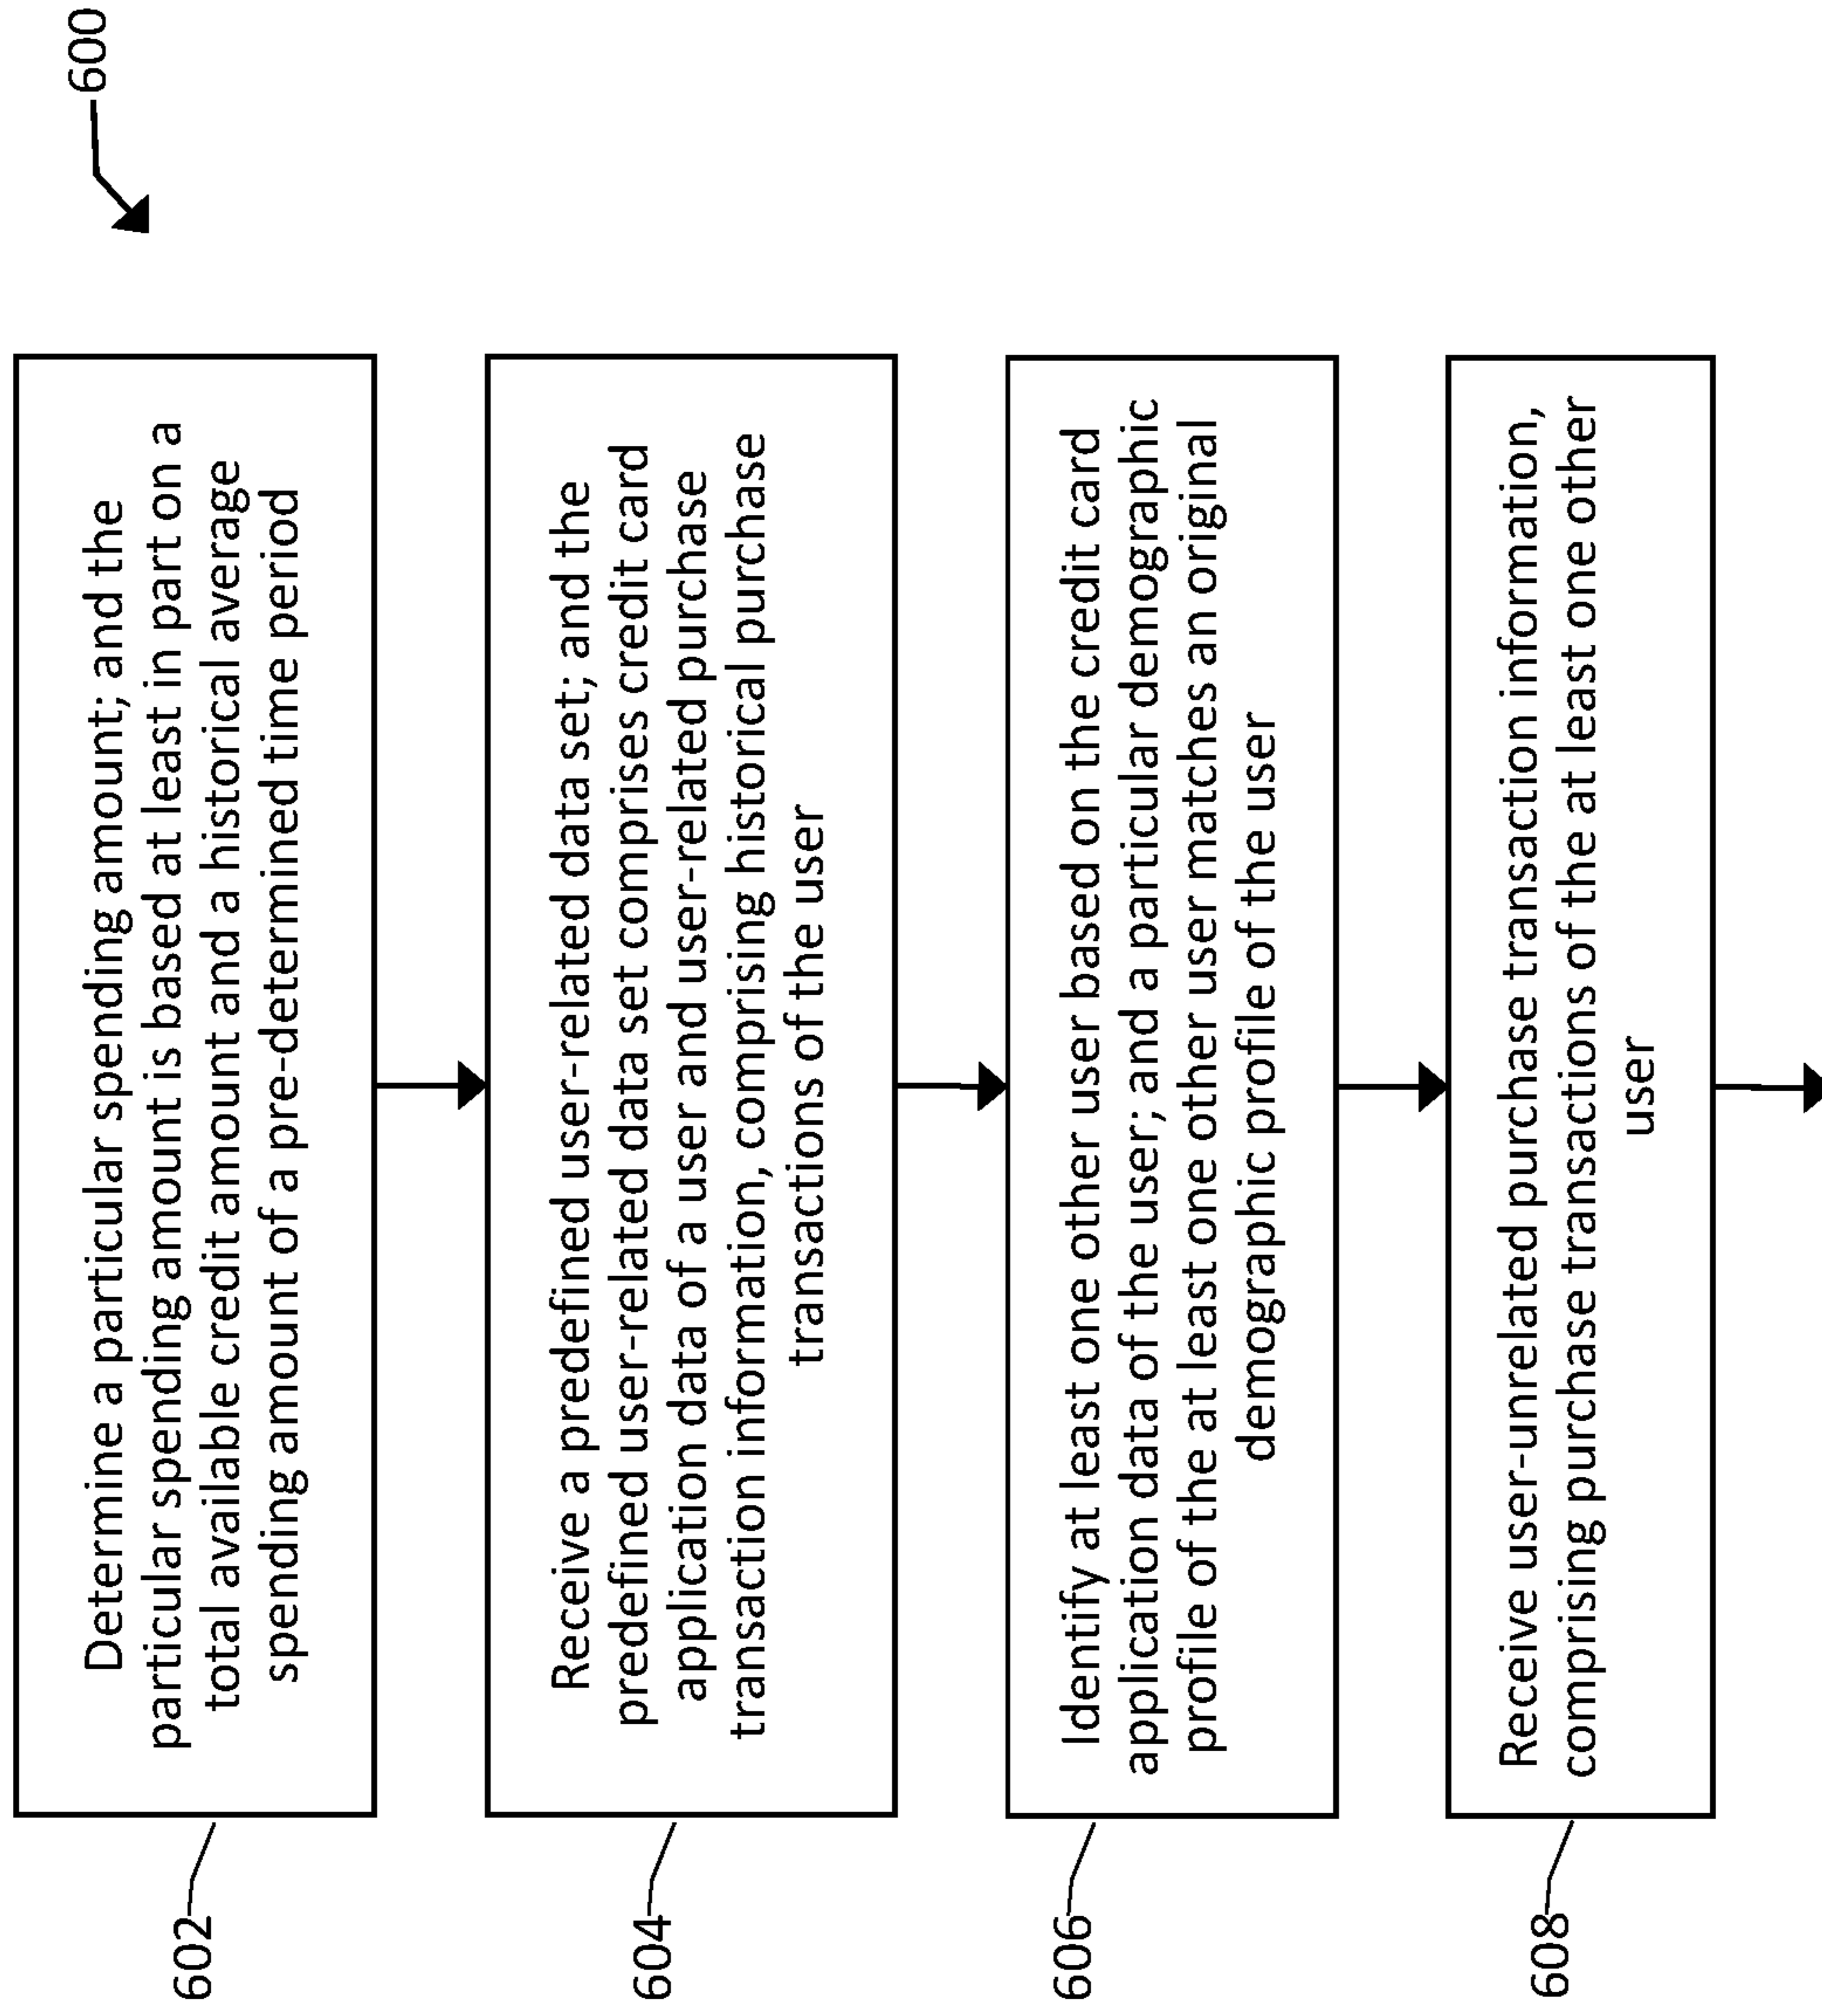 600
602
Determine a particular spending amount; and the
particular spending amount is based at least in part on a
total available credit amount and a historical average
spending amount of a pre-determined time period
604
Receive a predefined user-related data set; and the
predefined user-related data set comprises credit card
application data of a user and user-related purchase
transaction information, comprising historical purchase
transactions of the user
606
Identify at least one other user based on the credit card
application data of the user; and a particular demographic
profile of the at least one other user matches an original
demographic profile of the user
608
Receive user-unrelated purchase transaction information,
comprising purchase transactions of the at least one other
user